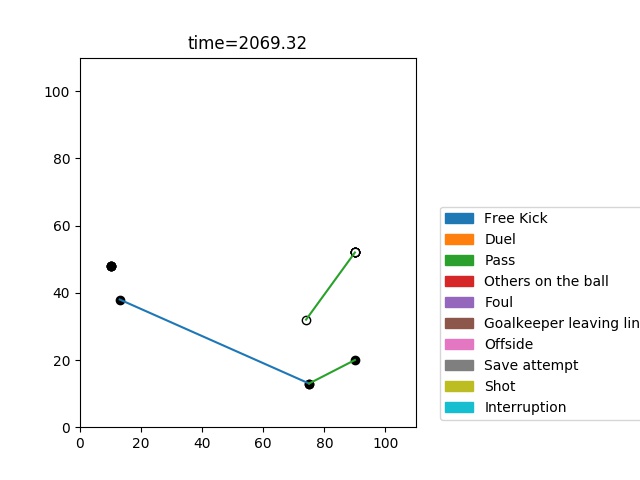 time=2069.32
100
80
60
40
20
0
0 20 40 60 80 100
Free Kick
Duel
Pass
Others on the ball
Foul
Goalkeeper leaving lin
Offside
Save attempt
Shot
Interruption